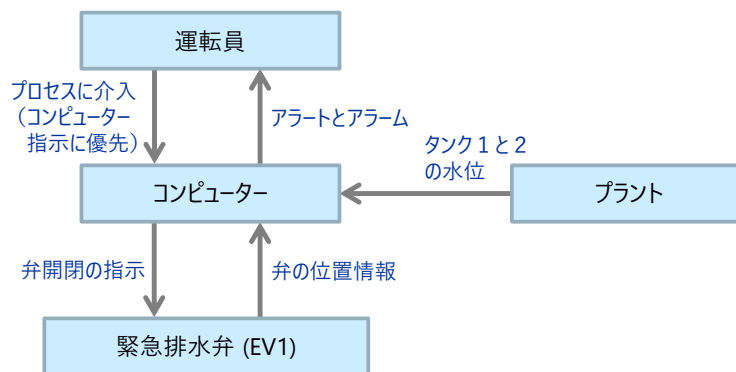 運転員
プロセスに介入
（コンピューター
指示に優先）
アラートとアラーム
タンク１と２
の水位
コンピューター
プラント
弁開閉の指示
弁の位置情報
緊急排水弁 (EV1)